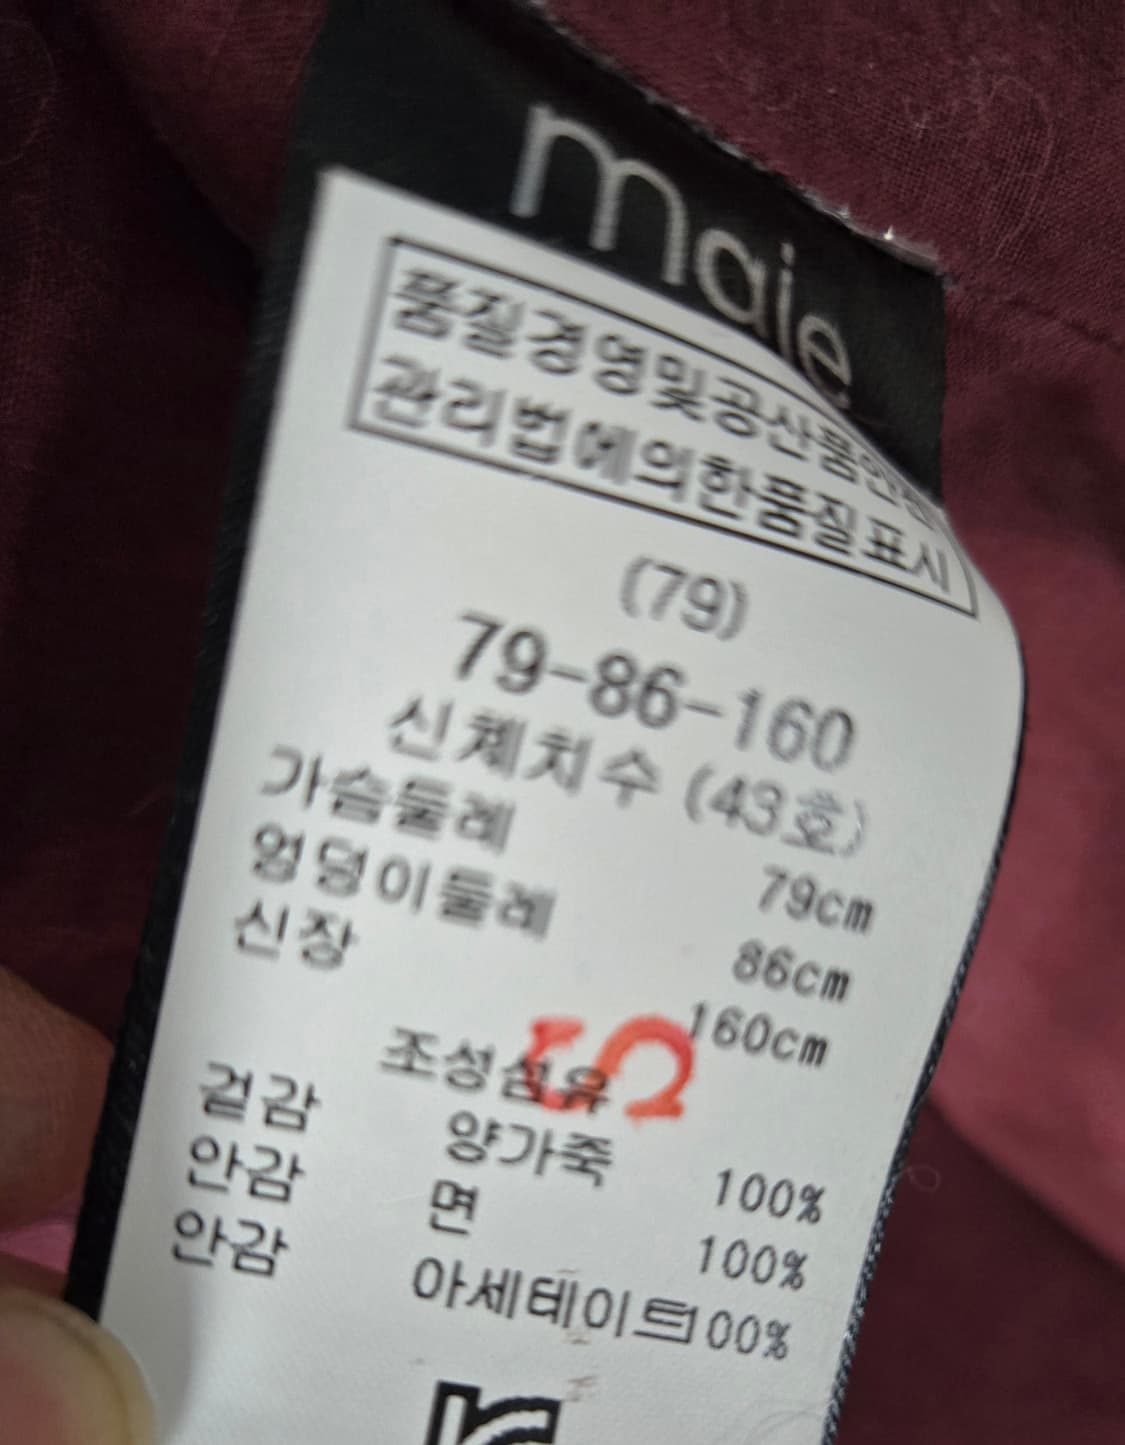 maje
품질경영및공산품안전
관리법에의한품질표시
(79)
79-86-160
신체치수 (43호)
가슴둘레 79cm
엉덩이둘레 86cm
신장 160cm
조성섬유
겉감 양가죽 100%
안감 면 100%
안감 아세테이트100%